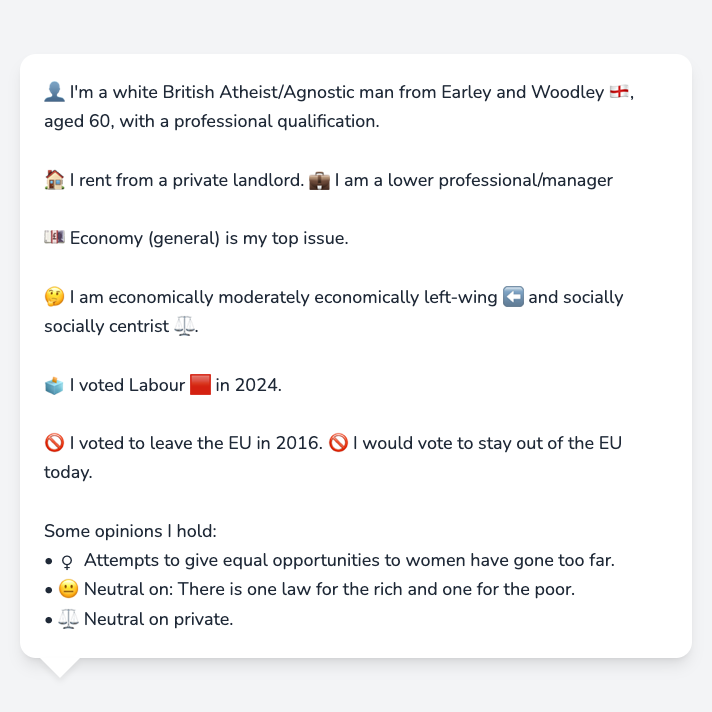 👤 I'm a white British Atheist/Agnostic man from Earley and Woodley 🏴󠁧󠁢󠁥󠁮󠁧󠁿,
aged 60, with a professional qualification.
🏠 I rent from a private landlord. 💼 I am a lower professional/manager
💷 Economy (general) is my top issue.
🤔 I am economically moderately economically left-wing ⬅️ and socially
socially centrist ⚖️.
🗳️ I voted Labour 🟥 in 2024.
🚫 I voted to leave the EU in 2016. 🚫 I would vote to stay out of the EU
today.
Some opinions I hold:
• ♀ Attempts to give equal opportunities to women have gone too far.
• 😐 Neutral on: There is one law for the rich and one for the poor.
• ⚖️ Neutral on private.